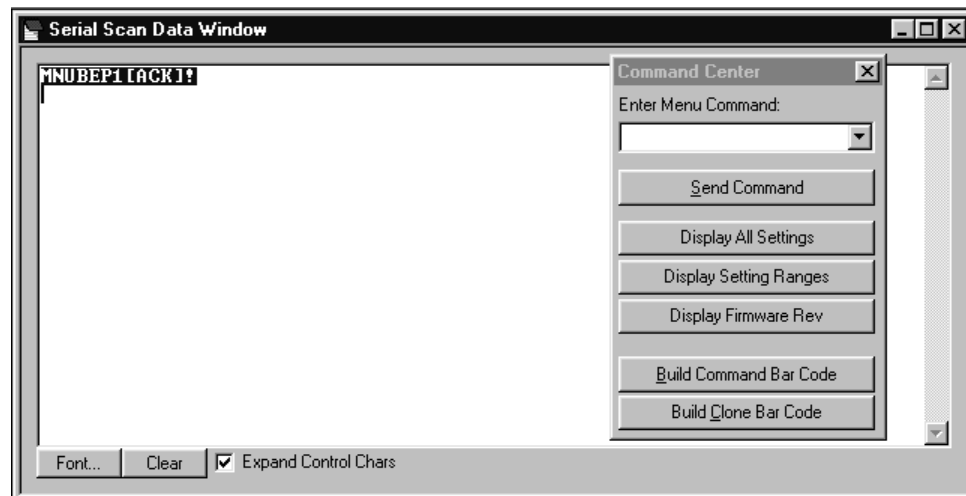 Serial Scan Data Window
MNUBEP1[ACK]!
Command Center
Enter Menu Command:
Send Command
Display All Settings
Display Setting Ranges
Display Firmware Rev
Build Command Bar Code
Build Clone Bar Code
Font... Clear Expand Control Chars